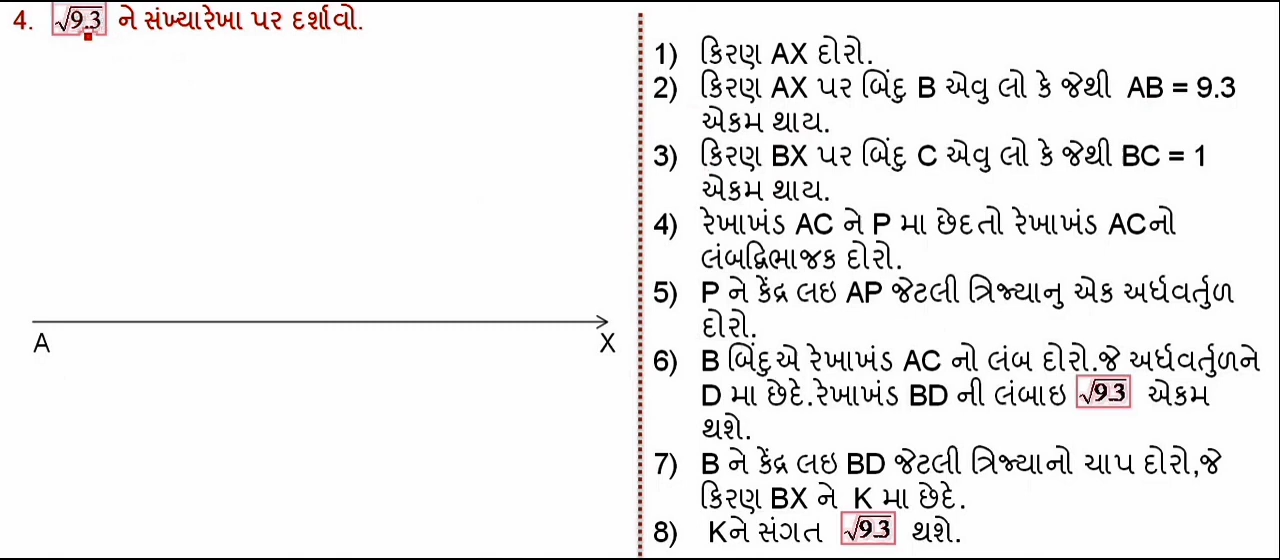 4. √9.3 ને સંખ્યારેખા પર દર્શાવો.
A
X
1) કિરણ AX દોરો.
2) કિરણ AX પર બિંદુ B એવુ લો કે જેથી AB = 9.3
એકમ થાય.
3) કિરણ BX પર બિંદુ C એવુ લો કે જેથી BC = 1
એકમ થાય.
4) રેખાખંડ AC ને P મા છેદતો રેખાખંડ ACનો
લંબદ્વિભાજક દોરો.
5) P ને કેંદ્ર લઇ AP જેટલી ત્રિજ્યાનુ એક અર્ધવર્તુળ
દોરો.
6) B બિંદુએ રેખાખંડ AC નો લંબ દોરો.જે અર્ધવર્તુળને
D મા છેદે.રેખાખંડ BD ની લંબાઇ √9.3 એકમ
થશે.
7) B ને કેંદ્ર લઇ BD જેટલી ત્રિજ્યાનો ચાપ દોરો,જે
કિરણ BX ને K મા છેદે.
8) Kને સંગત √9.3 થશે.